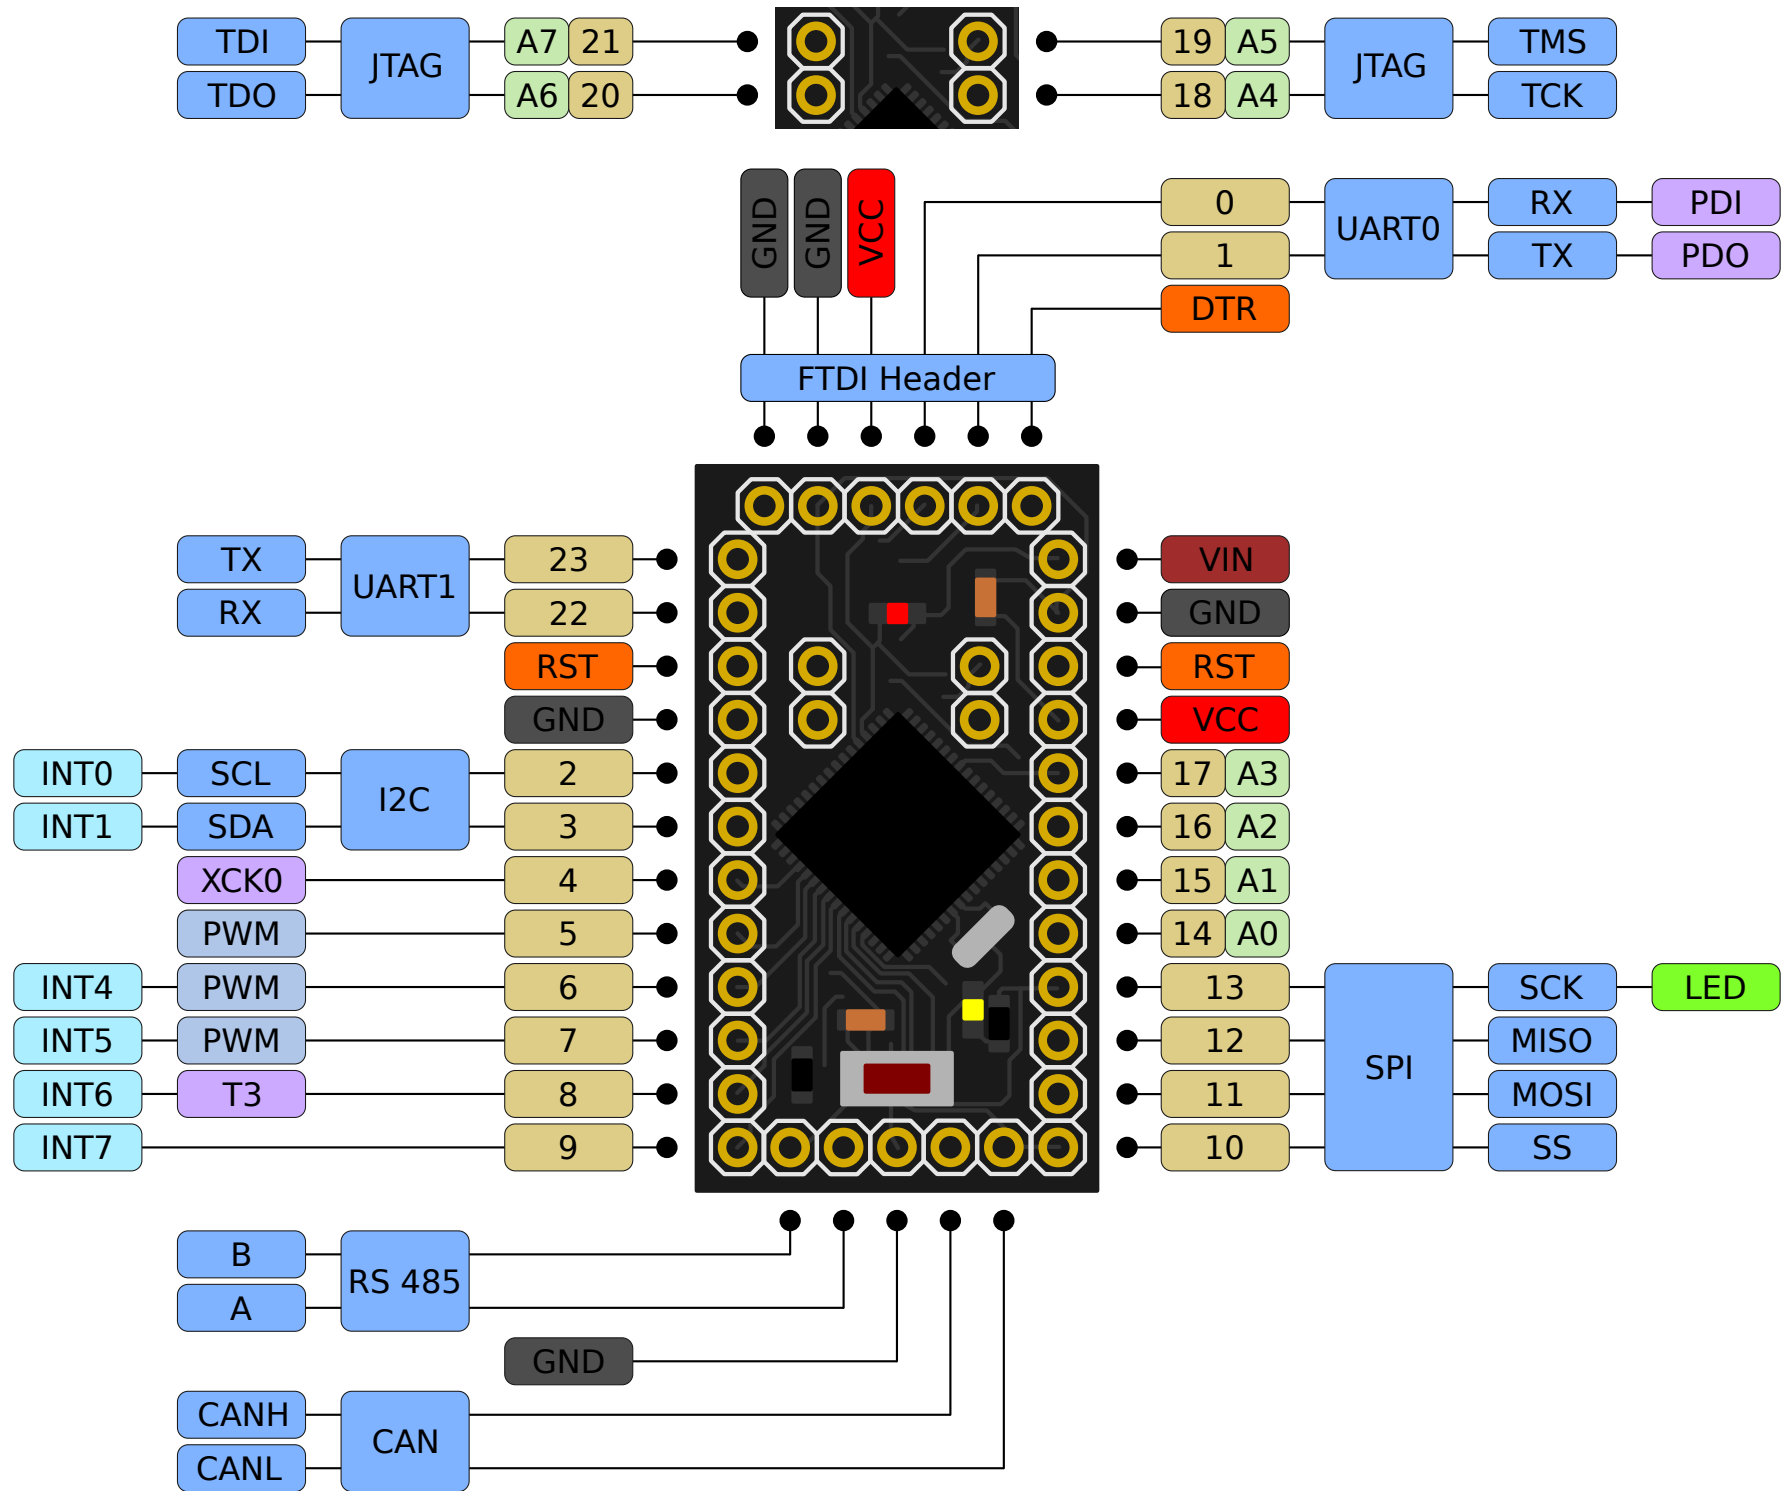 TDI JTAG A7 21 19 A5 JTAG TMS
TDO A6 20 18 A4 TCK
GND GND VCC
0 UART0 RX PDI
1 TX PDO
DTR
FTDI Header
TX UART1 23 VIN
RX 22 GND
RST RST
GND VCC
INT0 SCL I2C 2 17 A3
INT1 SDA 3 16 A2
XCK0 4 15 A1
PWM 5 14 A0
INT4 PWM 6 13 SPI SCK LED
INT5 PWM 7 12 MISO
INT6 T3 8 11 MOSI
INT7 9 10 SS
B RS 485
A
GND
CANH CAN
CANL